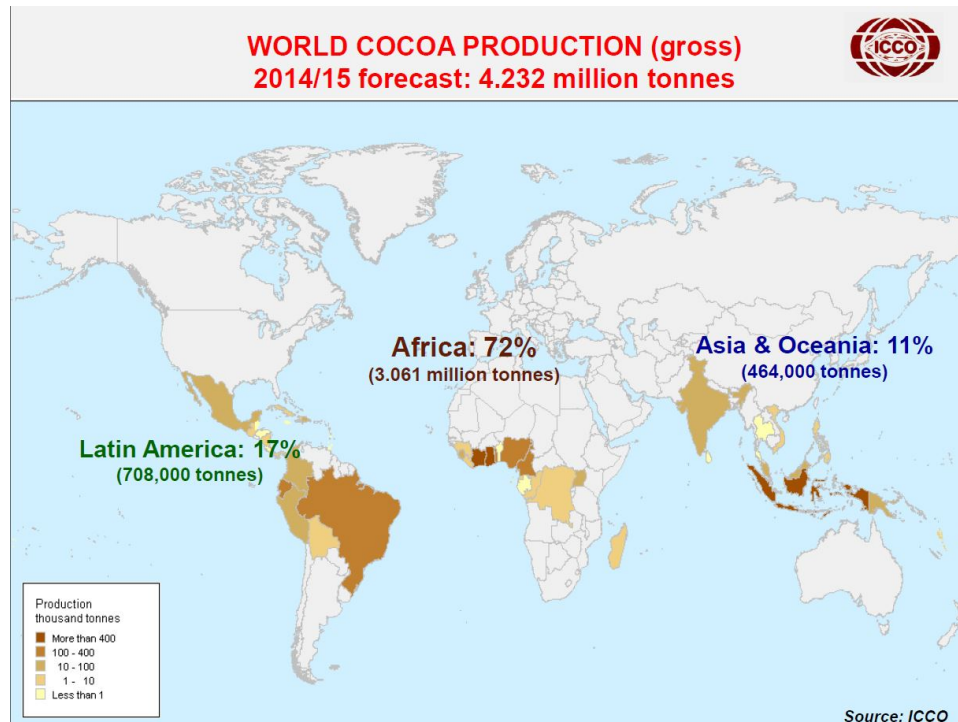 WORLD COCOA PRODUCTION (gross)
2014/15 forecast: 4.232 million tonnes
ICCO
Africa: 72%
(3.061 million tonnes)
Asia & Oceania: 11%
(464,000 tonnes)
Latin America: 17%
(708,000 tonnes)
Production
thousand tonnes
More than 400
100 - 400
10 - 100
1 - 10
Less than 1
Source: ICCO